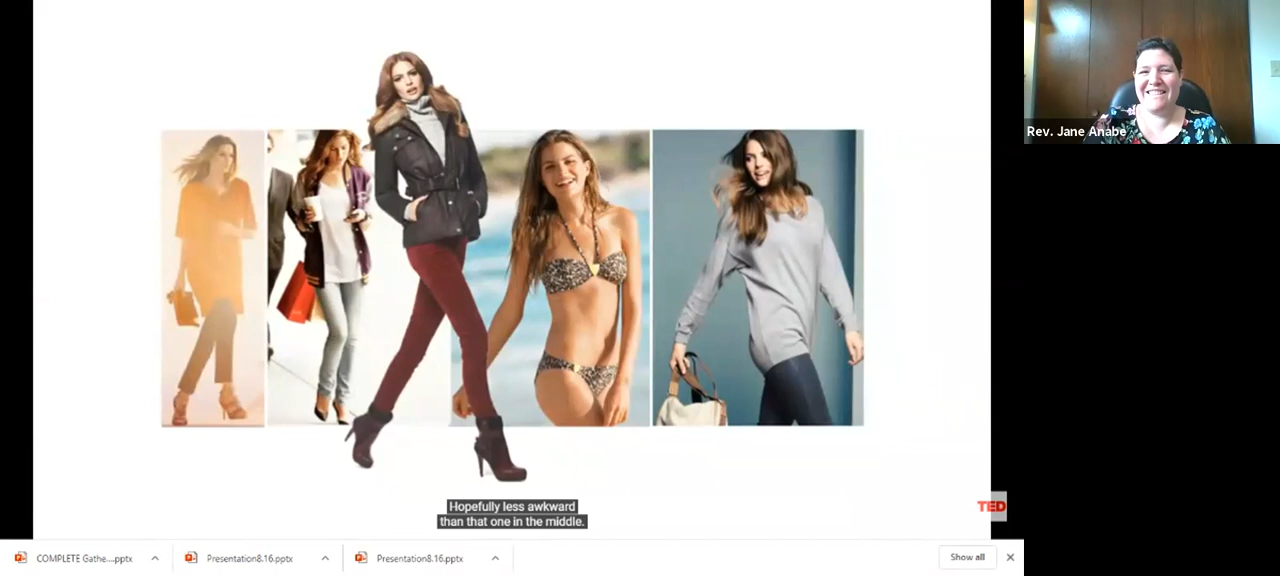 Rev. Jane Anabe
Hopefully less awkward
than that one in the middle.
TED
COMPLETE Gathe....pptx
Presentation8.16.pptx
Presentation8.16.pptx
Show all